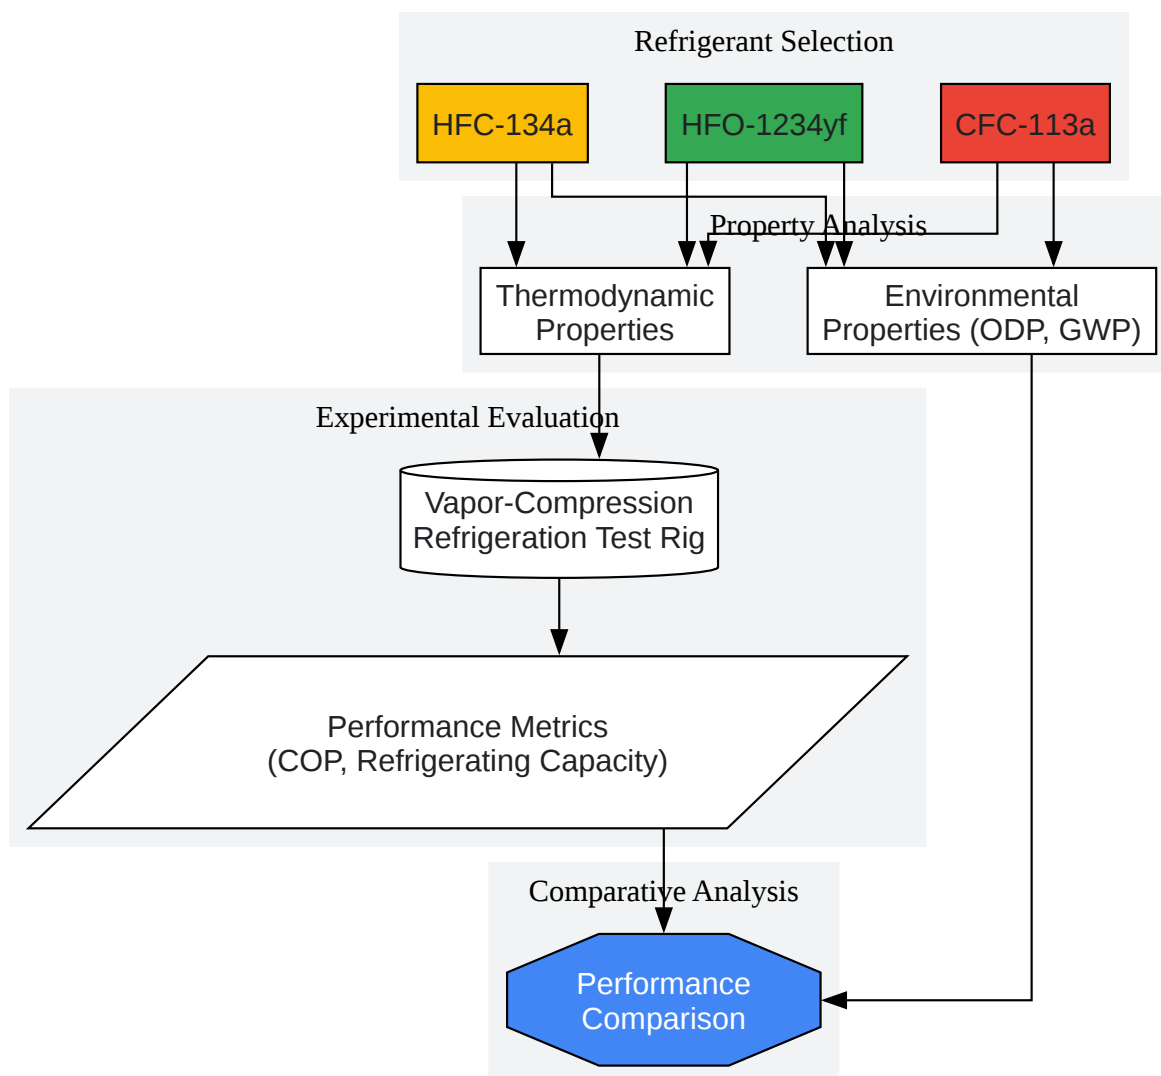 Refrigerant Selection
HFC-134a
HFO-1234yf
CFC-113a
Property Analysis
Thermodynamic
Properties
Environmental
Properties (ODP, GWP)
Experimental Evaluation
Vapor-Compression
Refrigeration Test Rig
Performance Metrics
(COP, Refrigerating Capacity)
Comparative Analysis
Performance
Comparison